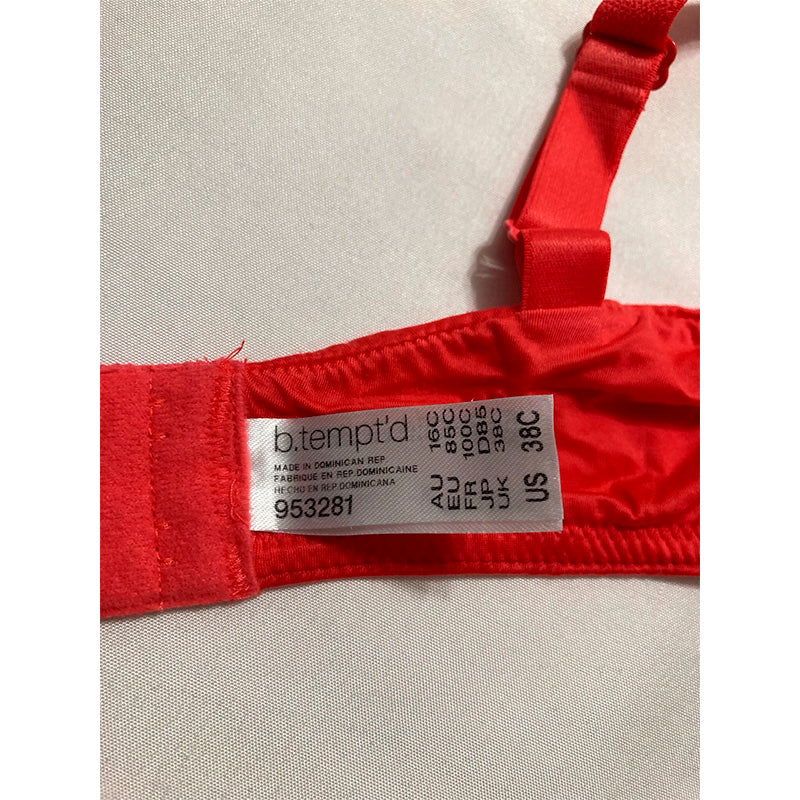 b.tempt'd
MADE IN DOMINICAN REP.
FABRIQUE EN REP. DOMINICAINE
HECHO EN REP. DOMINICANA
953281
AU 16C
EU 85C
FR 100C
JP D85
UK 38C
US 38C